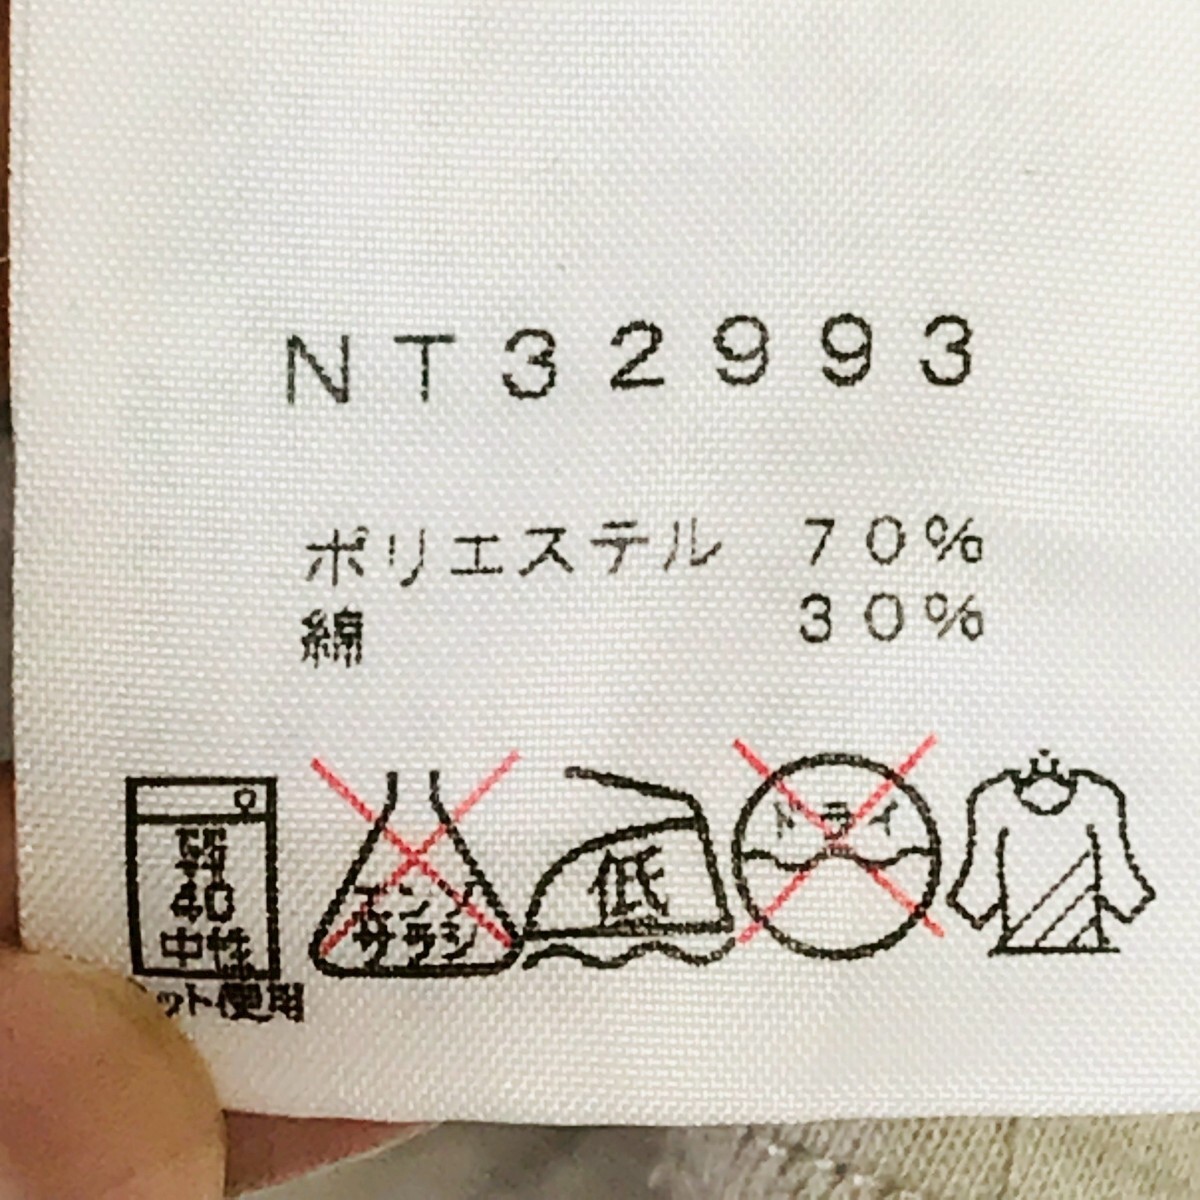 NT32993
ポリエステル 70%
綿 30%
弱
40
中性
ット使用
エンソ
サラシ
低
ドライ